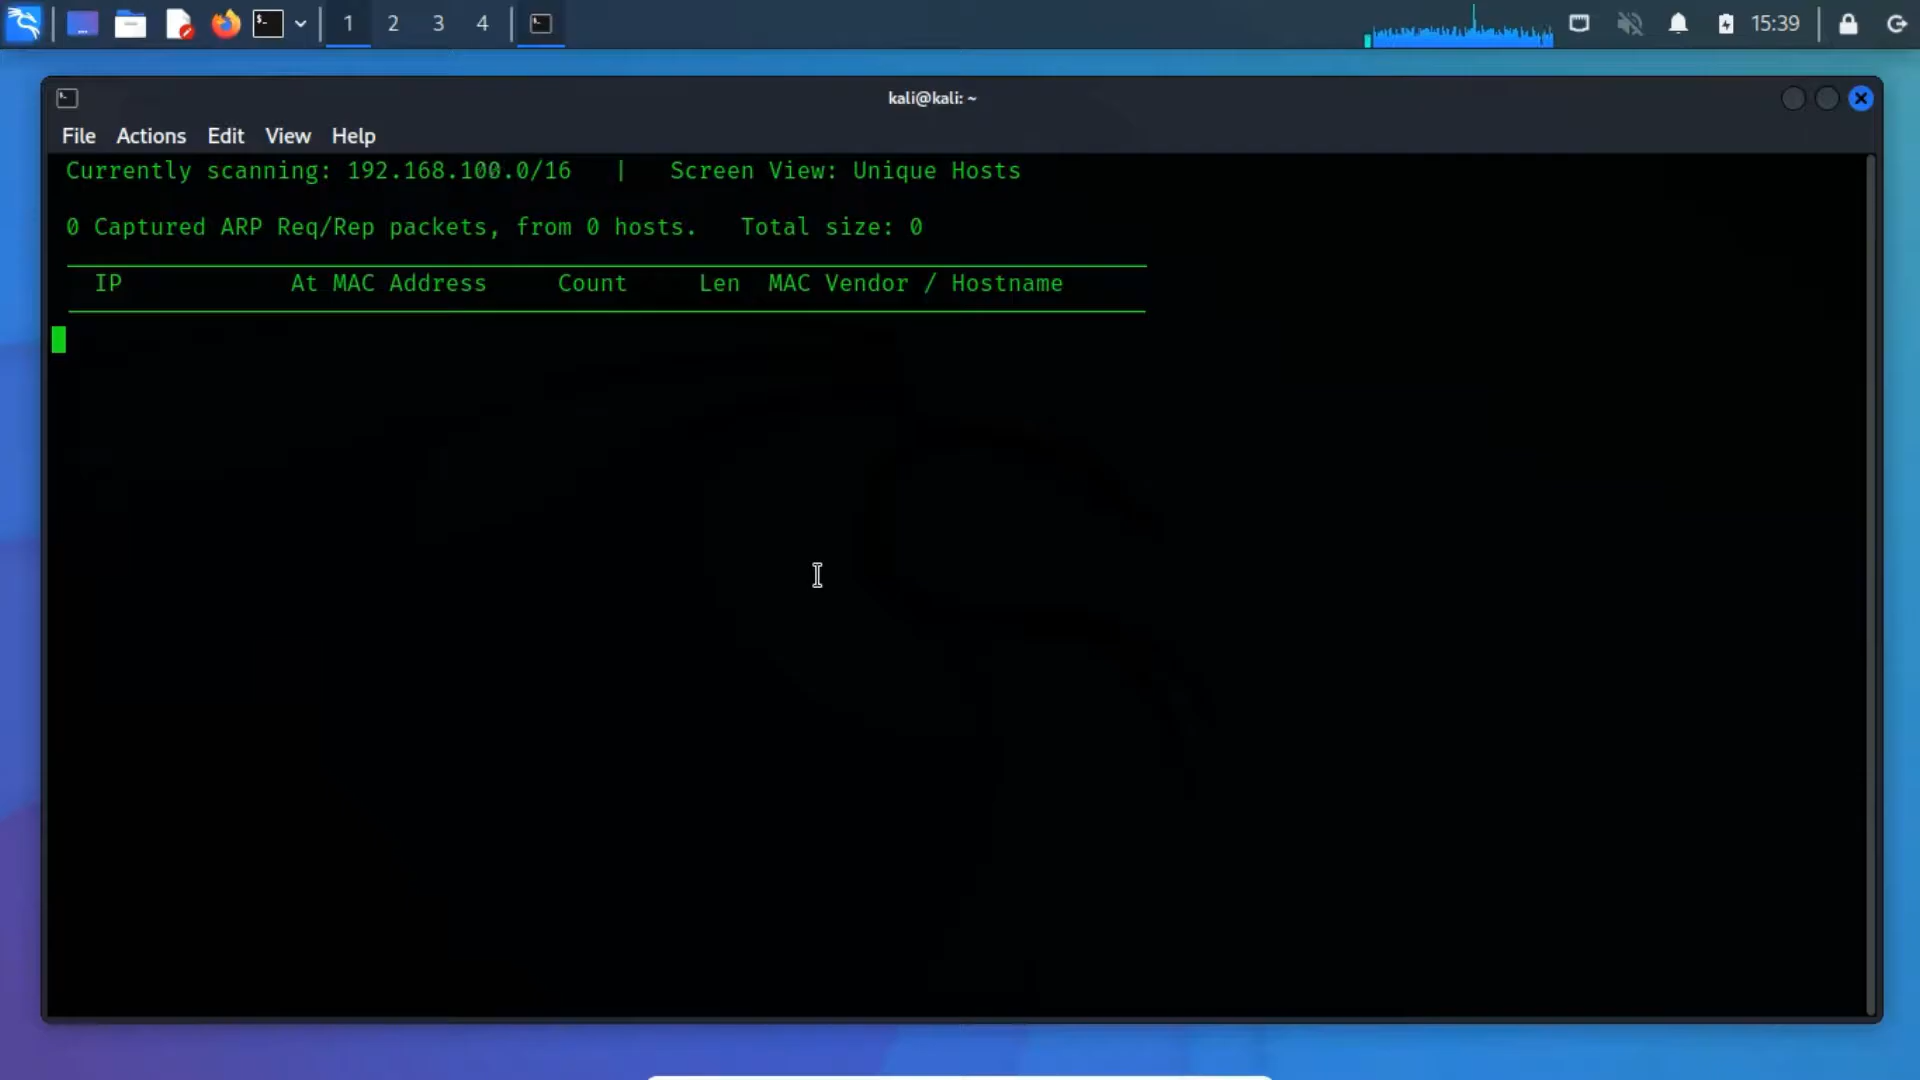 1 2 3 4 15:39
kali@kali: ~
File Actions Edit View Help
Currently scanning: 192.168.100.0/16 | Screen View: Unique Hosts
0 Captured ARP Req/Rep packets, from 0 hosts. Total size: 0
IP At MAC Address Count Len MAC Vendor / Hostname